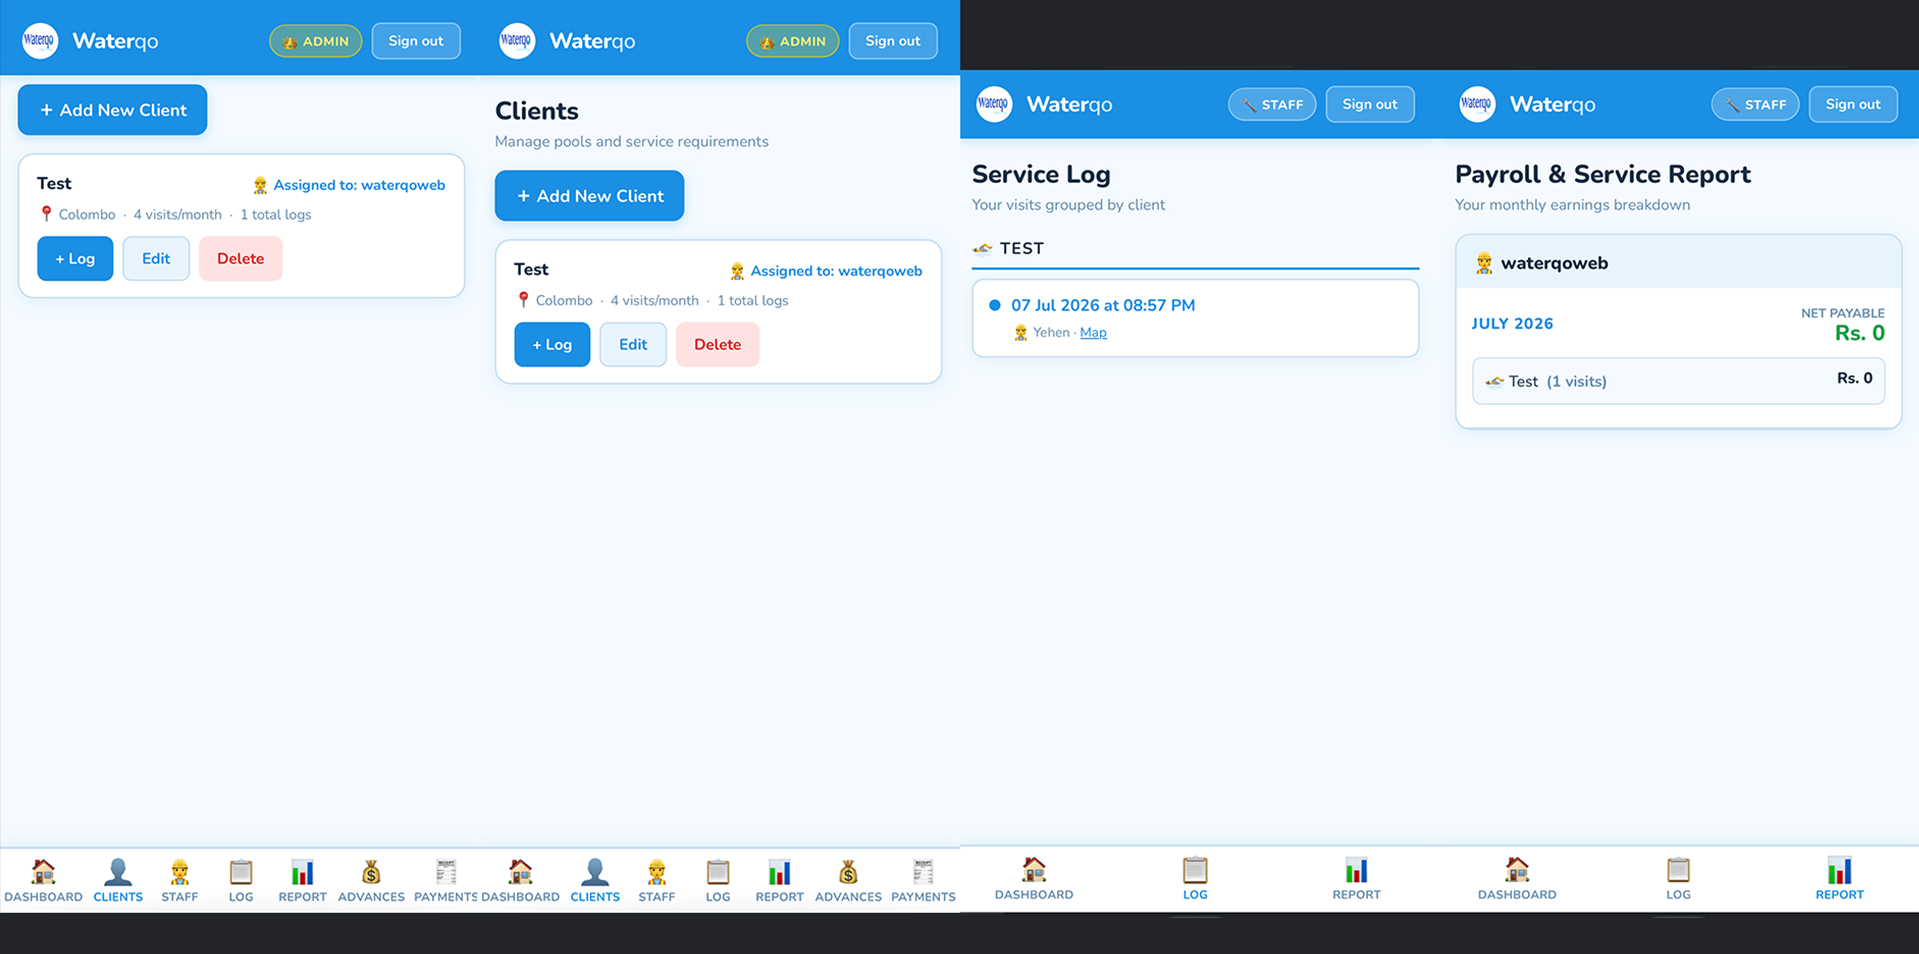 Waterqo
Waterqo
ADMIN
Sign out
+ Add New Client
Test
Assigned to: waterqoweb
Colombo · 4 visits/month · 1 total logs
+ Log
Edit
Delete
DASHBOARD
CLIENTS
STAFF
LOG
REPORT
ADVANCES
PAYMENTS
Waterqo
Waterqo
ADMIN
Sign out
Clients
Manage pools and service requirements
+ Add New Client
Test
Assigned to: waterqoweb
Colombo · 4 visits/month · 1 total logs
+ Log
Edit
Delete
DASHBOARD
CLIENTS
STAFF
LOG
REPORT
ADVANCES
PAYMENTS
Waterqo
Waterqo
STAFF
Sign out
Service Log
Your visits grouped by client
TEST
07 Jul 2026 at 08:57 PM
Yehen · Map
DASHBOARD
LOG
REPORT
Waterqo
Waterqo
STAFF
Sign out
Payroll & Service Report
Your monthly earnings breakdown
waterqoweb
JULY 2026
NET PAYABLE
Rs. 0
Test (1 visits)
Rs. 0
DASHBOARD
LOG
REPORT